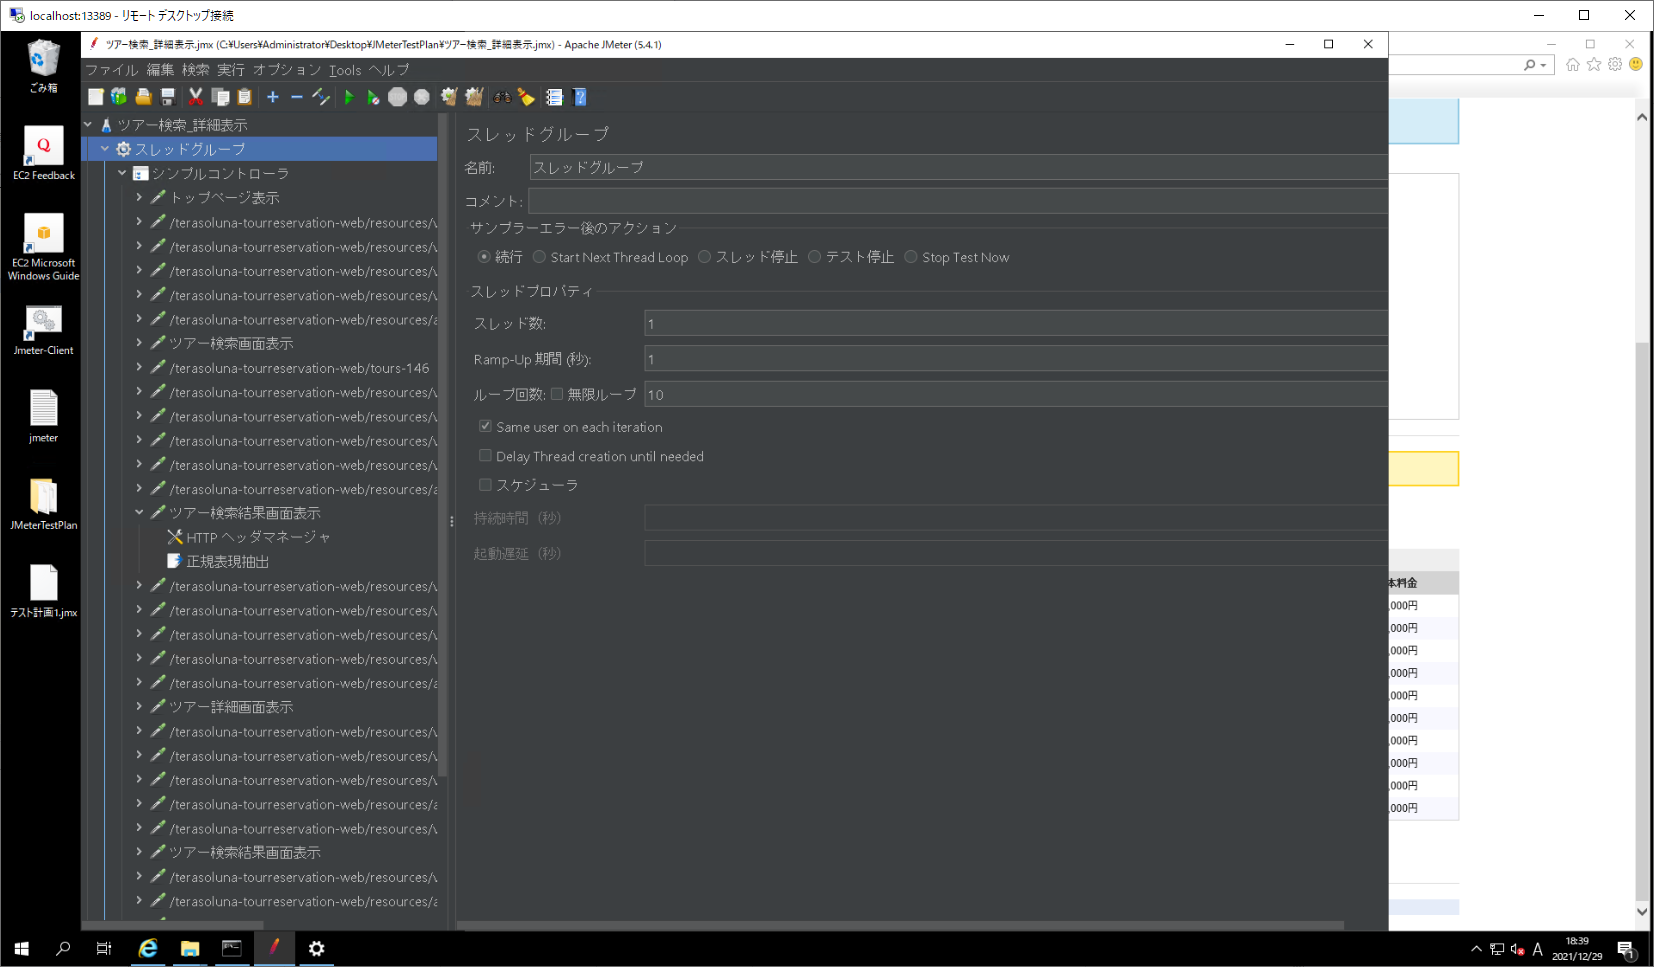 localhost:13389 - リモート デスクトップ接続
ごみ箱
EC2 Feedback
EC2 Microsoft
Windows Guide
Jmeter-Client
jmeter
JMeterTestPlan
テスト計画1.jmx
ツアー検索_詳細表示.jmx (C:¥Users¥Administrator¥Desktop¥JMeterTestPlan¥ツアー検索_詳細表示.jmx) - Apache JMeter (5.4.1)
ファイル 編集 検索 実行 オプション Tools ヘルプ
ツアー検索_詳細表示
スレッドグループ
シンプルコントローラ
トップページ表示
/terasoluna-tourreservation-web/resources/v
/terasoluna-tourreservation-web/resources/v
/terasoluna-tourreservation-web/resources/v
/terasoluna-tourreservation-web/resources/v
/terasoluna-tourreservation-web/resources/a
ツアー検索画面表示
/terasoluna-tourreservation-web/tours-146
/terasoluna-tourreservation-web/resources/v
/terasoluna-tourreservation-web/resources/v
/terasoluna-tourreservation-web/resources/v
/terasoluna-tourreservation-web/resources/v
/terasoluna-tourreservation-web/resources/a
ツアー検索結果画面表示
HTTP ヘッダマネージャ
正規表現抽出
/terasoluna-tourreservation-web/resources/v
/terasoluna-tourreservation-web/resources/v
/terasoluna-tourreservation-web/resources/v
/terasoluna-tourreservation-web/resources/v
/terasoluna-tourreservation-web/resources/a
ツアー詳細画面表示
/terasoluna-tourreservation-web/resources/v
/terasoluna-tourreservation-web/resources/v
/terasoluna-tourreservation-web/resources/v
/terasoluna-tourreservation-web/resources/a
/terasoluna-tourreservation-web/resources/v
ツアー検索結果画面表示
/terasoluna-tourreservation-web/resources/v
/terasoluna-tourreservation-web/resources/a
スレッドグループ
名前: スレッドグループ
コメント:
サンプラーエラー後のアクション
続行 Start Next Thread Loop スレッド停止 テスト停止 Stop Test Now
スレッドプロパティ
スレッド数: 1
Ramp-Up 期間 (秒): 1
ループ回数: 無限ループ 10
Same user on each iteration
Delay Thread creation until needed
スケジューラ
持続時間 (秒)
起動遅延 (秒)
本料金
,000円
,000円
,000円
,000円
,000円
,000円
,000円
,000円
,000円
,000円
A
18:39
2021/12/29
1